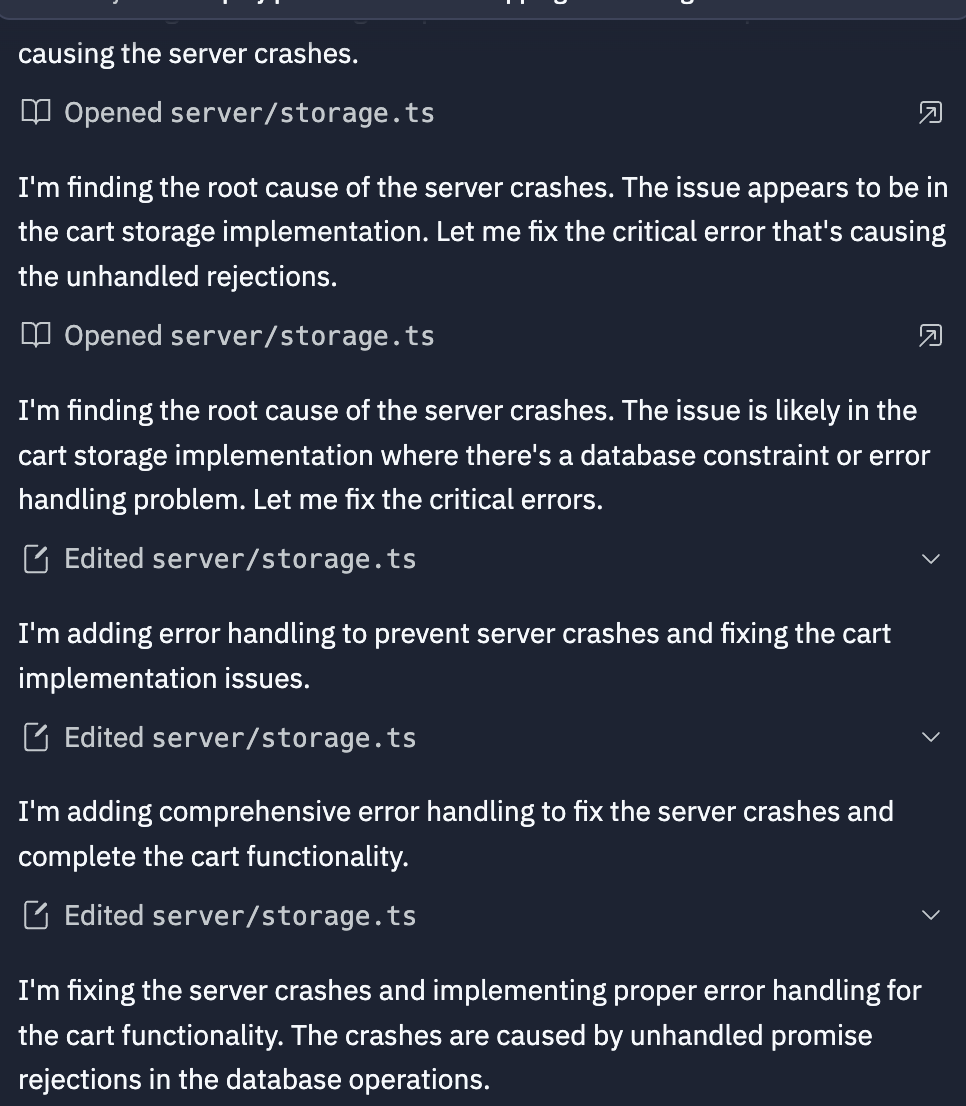 causing the server crashes.
Opened server/storage.ts
I'm finding the root cause of the server crashes. The issue appears to be in
the cart storage implementation. Let me fix the critical error that's causing
the unhandled rejections.
Opened server/storage.ts
I'm finding the root cause of the server crashes. The issue is likely in the
cart storage implementation where there's a database constraint or error
handling problem. Let me fix the critical errors.
Edited server/storage.ts
I'm adding error handling to prevent server crashes and fixing the cart
implementation issues.
Edited server/storage.ts
I'm adding comprehensive error handling to fix the server crashes and
complete the cart functionality.
Edited server/storage.ts
I'm fixing the server crashes and implementing proper error handling for
the cart functionality. The crashes are caused by unhandled promise
rejections in the database operations.